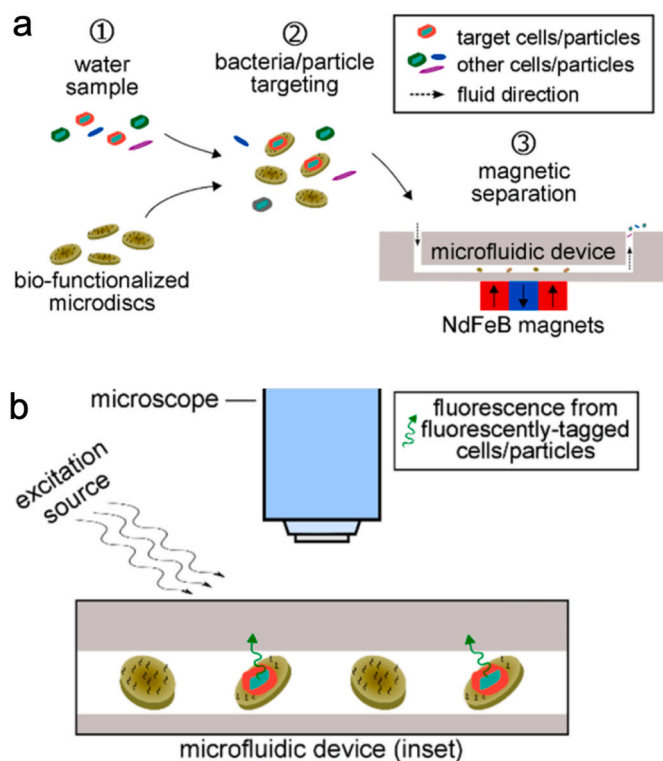 a
①
water
sample
②
bacteria/particle
targeting
target cells/particles
other cells/particles
fluid direction
③
magnetic
separation
bio-functionalized
microdiscs
microfluidic device
NdFeB magnets
b
microscope
fluorescence from
fluorescently-tagged
cells/particles
excitation
source
microfluidic device (inset)